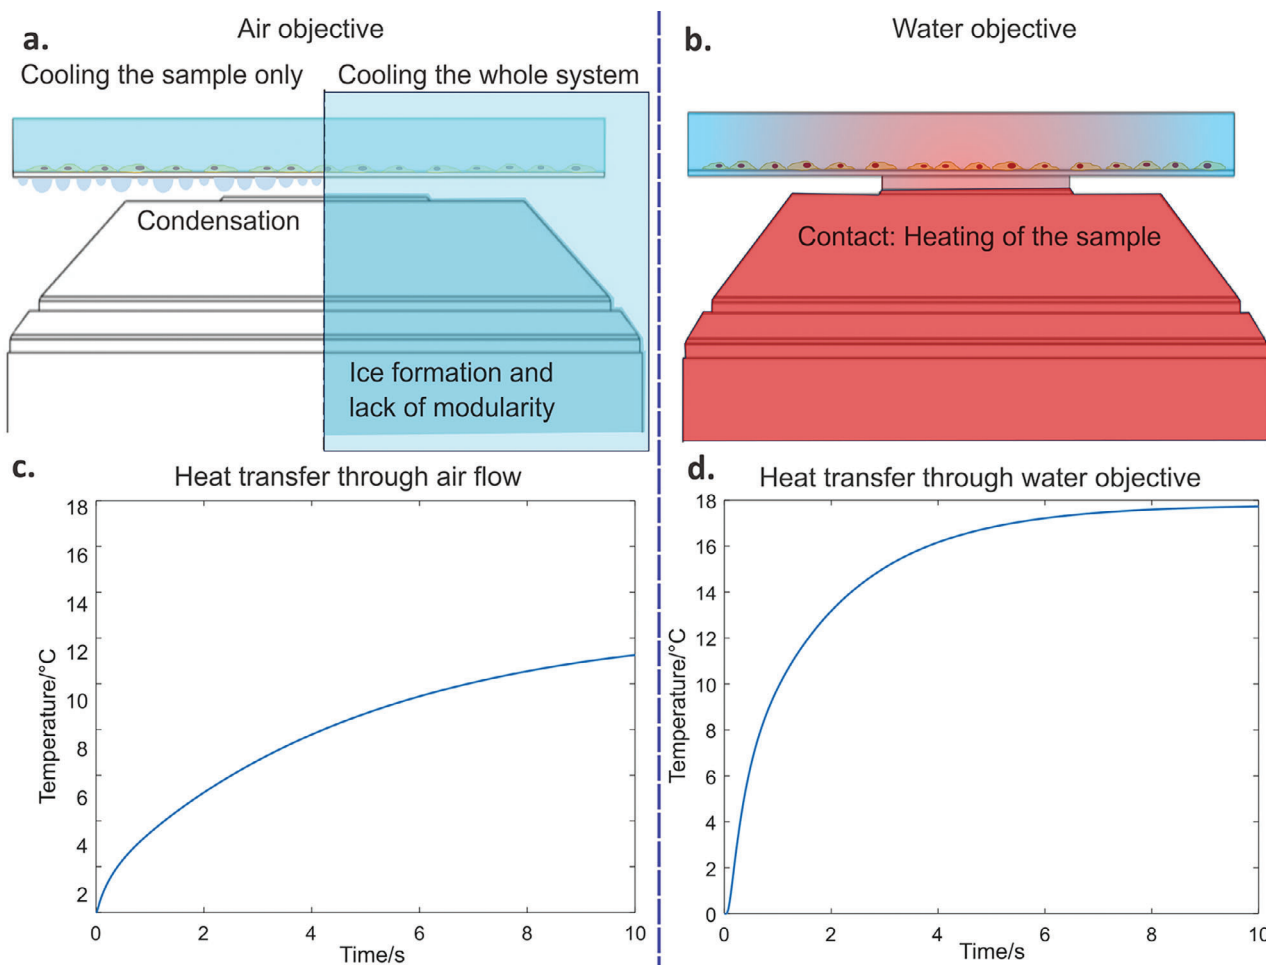 a.
Air objective
Cooling the sample only
Cooling the whole system
Condensation
Ice formation and
lack of modularity
b.
Water objective
Contact: Heating of the sample
c.
Heat transfer through air flow
18
16
14
12
10
8
6
4
2
Temperature/°C
0 2 4 6 8 10
Time/s
d.
Heat transfer through water objective
18
16
14
12
10
8
6
4
2
0
Temperature/°C
0 2 4 6 8 10
Time/s